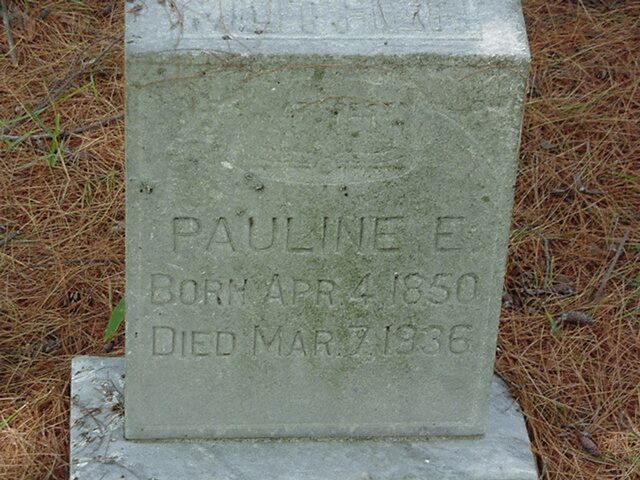 PAULINE E
BORN APR. 4. 1850
DIED MAR. 7. 1936